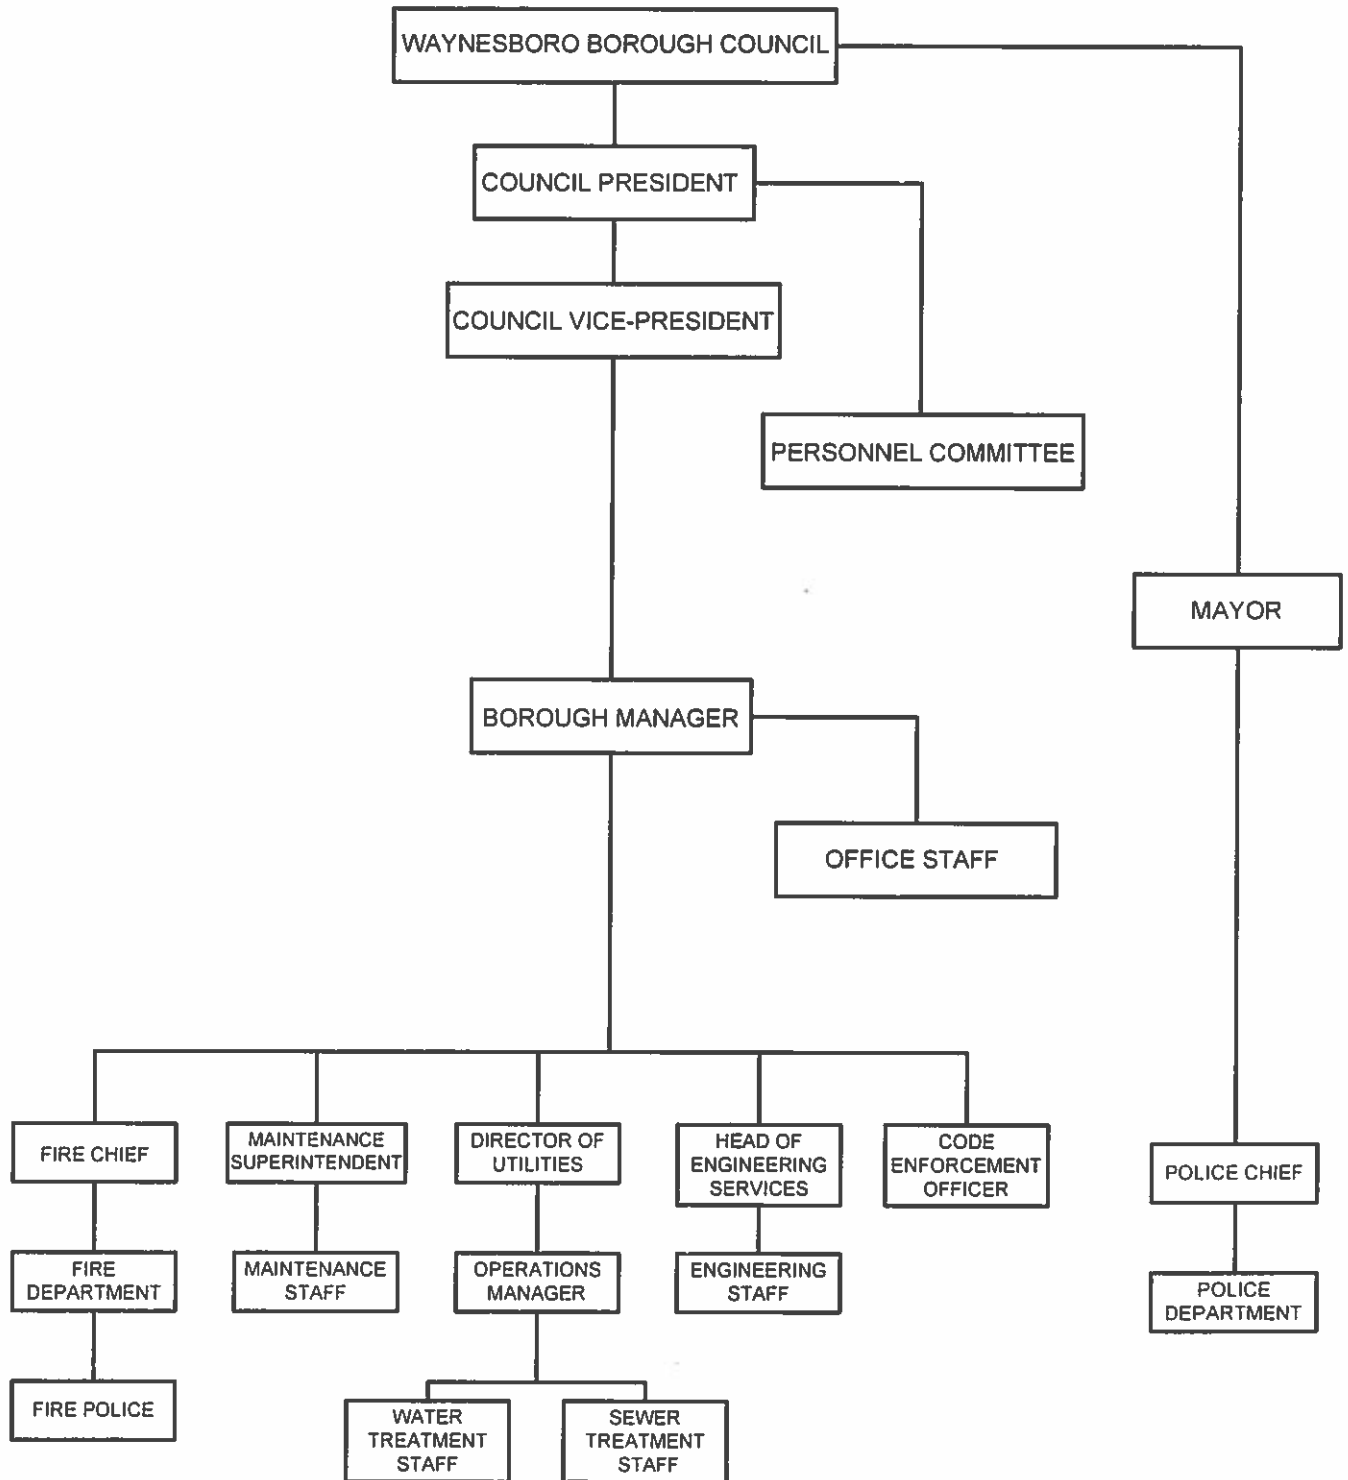 WAYNESBORO BOROUGH COUNCIL
COUNCIL PRESIDENT
COUNCIL VICE-PRESIDENT
PERSONNEL COMMITTEE
MAYOR
BOROUGH MANAGER
OFFICE STAFF
FIRE CHIEF
MAINTENANCE
SUPERINTENDENT
DIRECTOR OF
UTILITIES
HEAD OF
ENGINEERING
SERVICES
CODE
ENFORCEMENT
OFFICER
POLICE CHIEF
FIRE
DEPARTMENT
MAINTENANCE
STAFF
OPERATIONS
MANAGER
ENGINEERING
STAFF
POLICE
DEPARTMENT
FIRE POLICE
WATER
TREATMENT
STAFF
SEWER
TREATMENT
STAFF